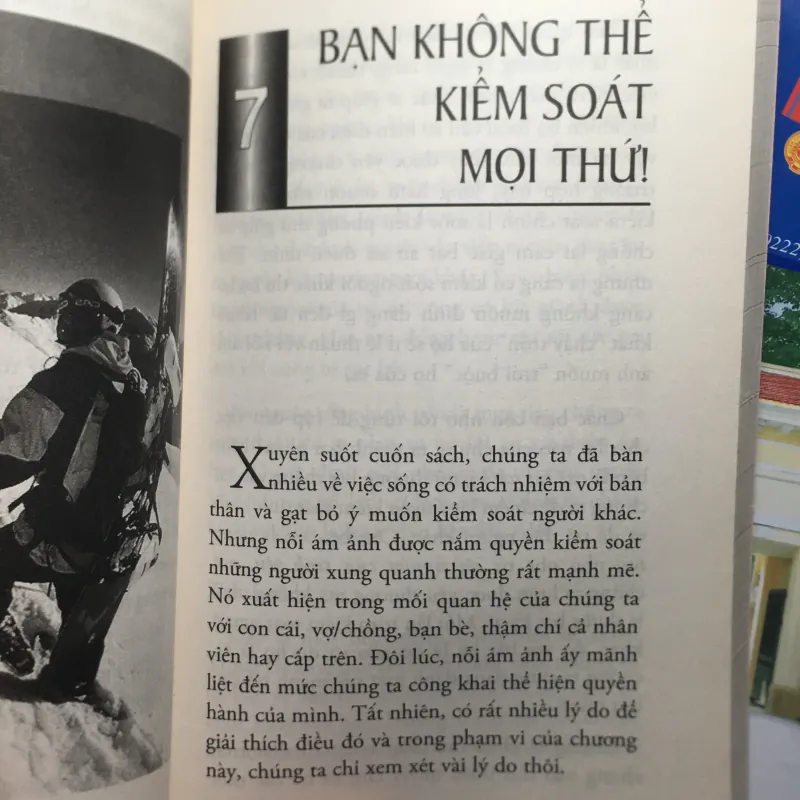 7
BẠN KHÔNG THỂ
KIỂM SOÁT
MỌI THỨ!
Xuyên suốt cuốn sách, chúng ta đã bàn
nhiều về việc sống có trách nhiệm với bản
thân và gạt bỏ ý muốn kiểm soát người khác.
Nhưng nỗi ám ảnh được nắm quyền kiểm soát
những người xung quanh thường rất mạnh mẽ.
Nó xuất hiện trong mối quan hệ của chúng ta
với con cái, vợ/chồng, bạn bè, thậm chí cả nhân
viên hay cấp trên. Đôi lúc, nỗi ám ảnh ấy mãnh
liệt đến mức chúng ta công khai thể hiện quyền
hành của mình. Tất nhiên, có rất nhiều lý do để
giải thích điều đó và trong phạm vi của chương
này, chúng ta chỉ xem xét vài lý do thôi.